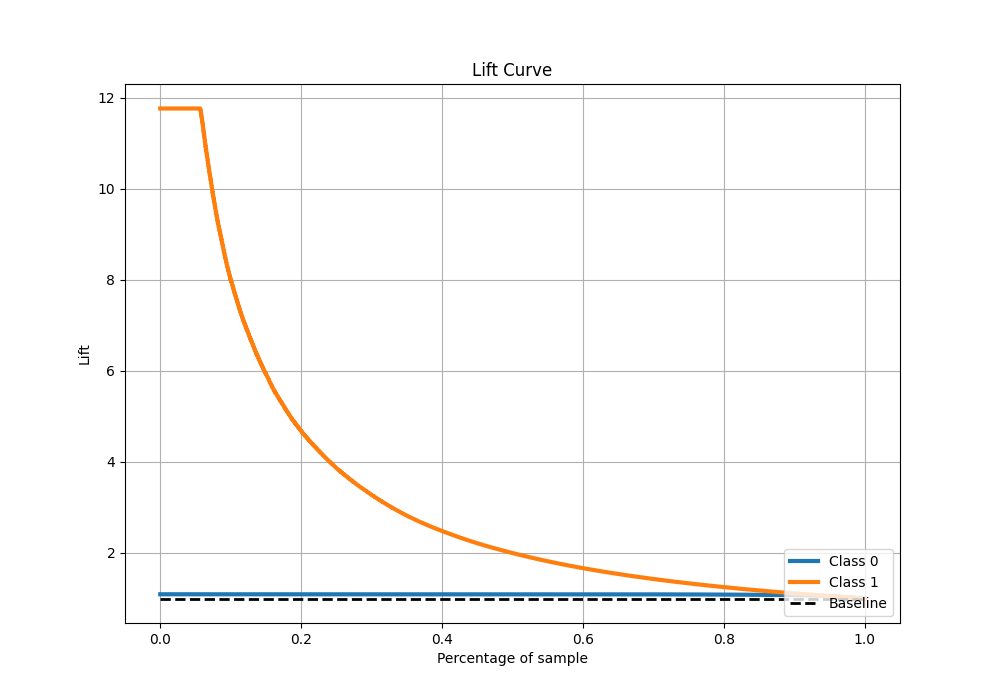 Lift Curve
12
10
8
6
4
2
Lift
0.0 0.2 0.4 0.6 0.8 1.0
Percentage of sample
Class 0
Class 1
Baseline